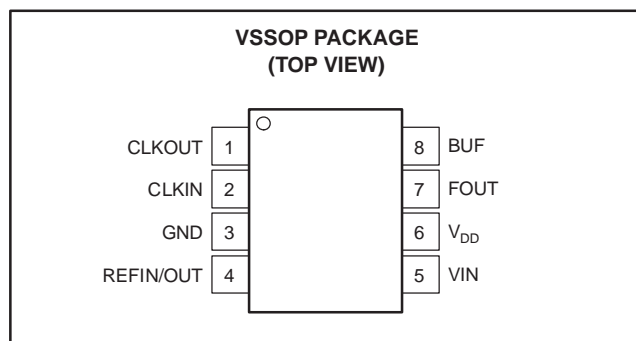 VSSOP PACKAGE
(TOP VIEW)
CLKOUT 1 8 BUF
CLKIN 2 7 FOUT
GND 3 6 VDD
REFIN/OUT 4 5 VIN